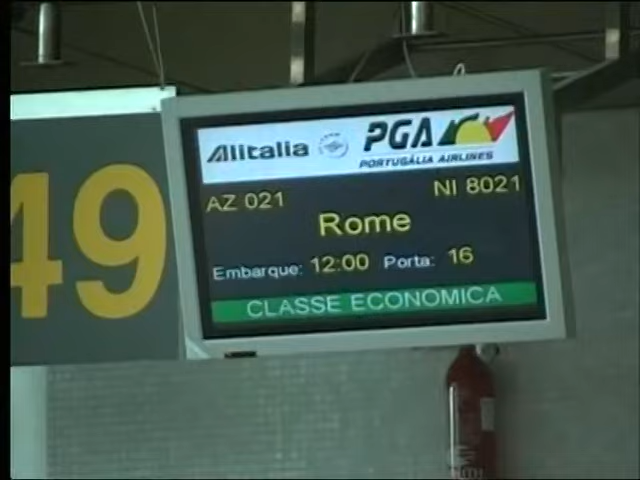 49
Alitalia PGA
PORTUGÁLIA AIRLINES
AZ 021 NI 8021
Rome
Embarque: 12:00 Porta: 16
CLASSE ECONOMICA